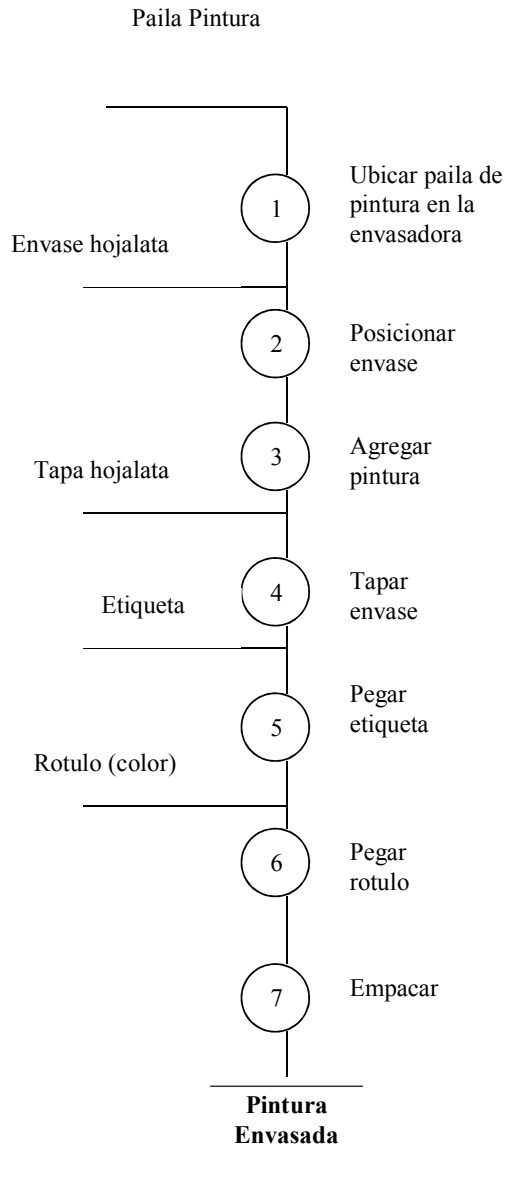 Paila Pintura
1
Ubicar paila de
pintura en la
envasadora
Envase hojalata
2
Posicionar
envase
3
Agregar
pintura
Tapa hojalata
4
Tapar
envase
Etiqueta
5
Pegar
etiqueta
Rotulo (color)
6
Pegar
rotulo
7
Empacar
Pintura
Envasada